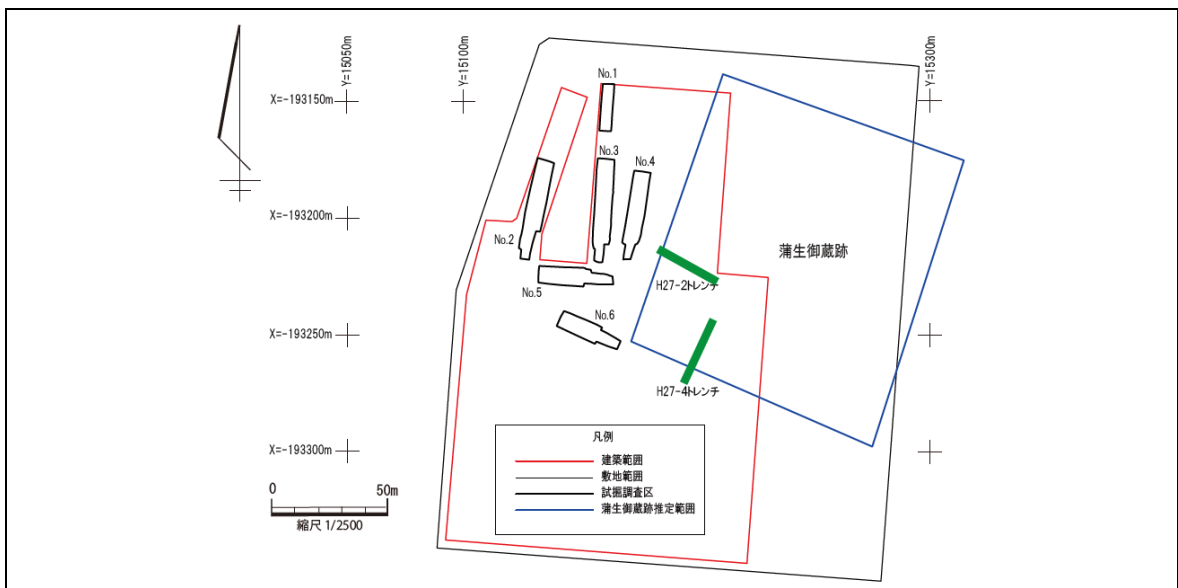 Y=15050m
Y=15100m
Y=15300m
X=-193150m
X=-193200m
X=-193250m
X=-193300m
No.1
No.3
No.4
No.2
No.5
No.6
蒲生御蔵跡
H27-2トレンチ
H27-4トレンチ
凡例
建築範囲
敷地範囲
試掘調査区
蒲生御蔵跡推定範囲
0 50m
縮尺 1/2500